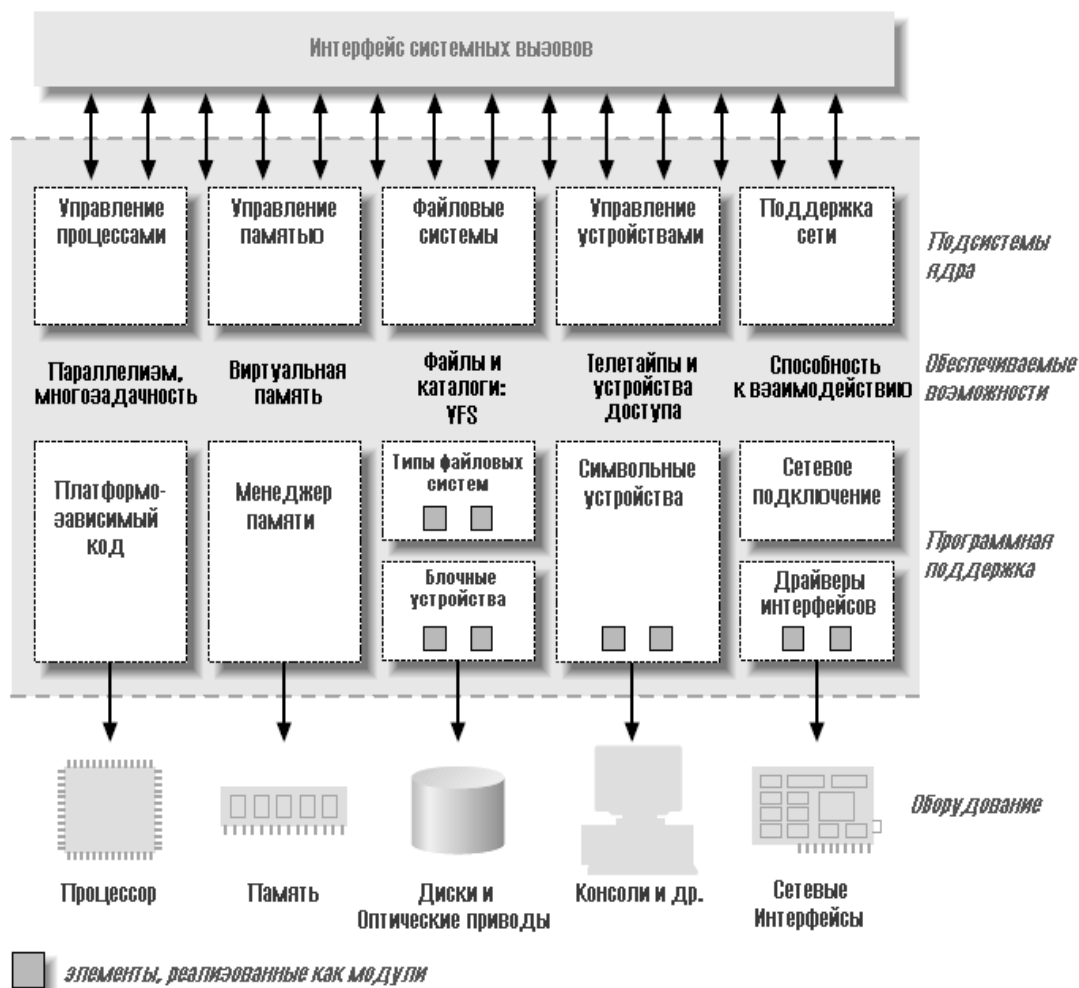 Интерфейс системных вызовов
Управление
процессами
Управление
памятью
Файловые
системы
Управление
устройствами
Поддержка
сети
Подсистемы
ядра
Параллелизм,
многозадачность
Виртуальная
память
Файлы и
каталоги:
VFS
Телетайпы и
устройства
доступа
Способность
к взаимодействию
Обеспечиваемые
возможности
Платформо-
зависимый
код
Менеджер
памяти
Типы файловых
систем
Блочные
устройства
Символьные
устройства
Сетевое
подключение
Драйверы
интерфейсов
Программная
поддержка
Оборудование
Процессор
Память
Диски и
Оптические приводы
Консоли и др.
Сетевые
Интерфейсы
элементы, реализованные как модули